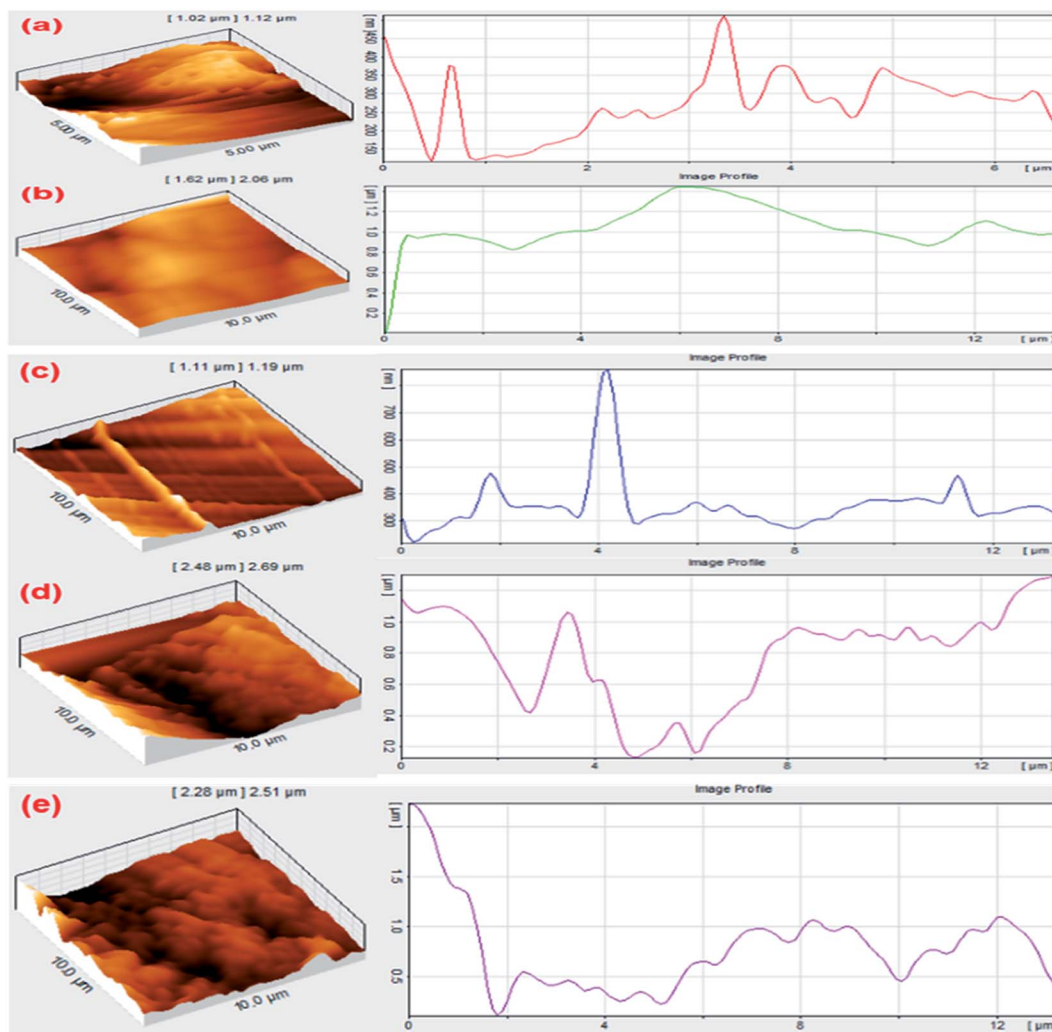 (a)
[ 1.02 µm ] 1.12 µm
5.00 µm
5.00 µm
[ nm ]
450
400
350
300
250
200
150
0 2 4 6 [ µm ]
(b)
[ 1.62 µm ] 2.06 µm
10.0 µm
10.0 µm
Image Profile
[ µm ]
1.2
1.0
0.8
0.6
0.4
0.2
0 4 8 12 [ µm ]
(c)
[ 1.11 µm ] 1.19 µm
10.0 µm
10.0 µm
Image Profile
[ nm ]
700
600
500
400
300
0 4 8 12 [ µm ]
(d)
[ 2.48 µm ] 2.69 µm
10.0 µm
10.0 µm
Image Profile
[ µm ]
1.0
0.8
0.6
0.4
0.2
0 4 8 12 [ µm ]
(e)
[ 2.28 µm ] 2.51 µm
10.0 µm
10.0 µm
Image Profile
[ µm ]
1.5
1.0
0.5
0 4 8 12 [ µm ]